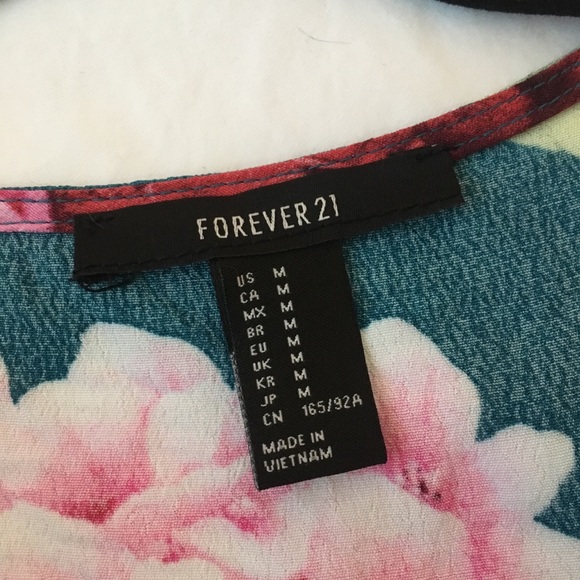 FOREVER 21
US M
CA M
MX M
BR M
EU M
UK M
KR M
JP M
CN 165/92A
MADE IN
VIETNAM